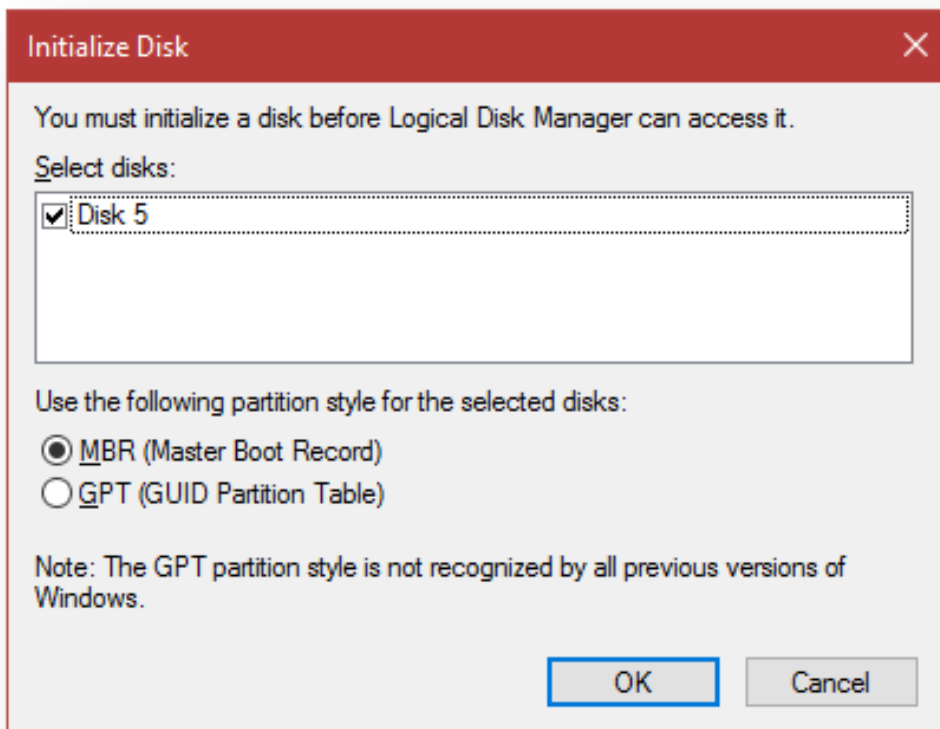 Initialize Disk
You must initialize a disk before Logical Disk Manager can access it.
Select disks:
Disk 5
Use the following partition style for the selected disks:
MBR (Master Boot Record)
GPT (GUID Partition Table)
Note: The GPT partition style is not recognized by all previous versions of
Windows.
OK Cancel